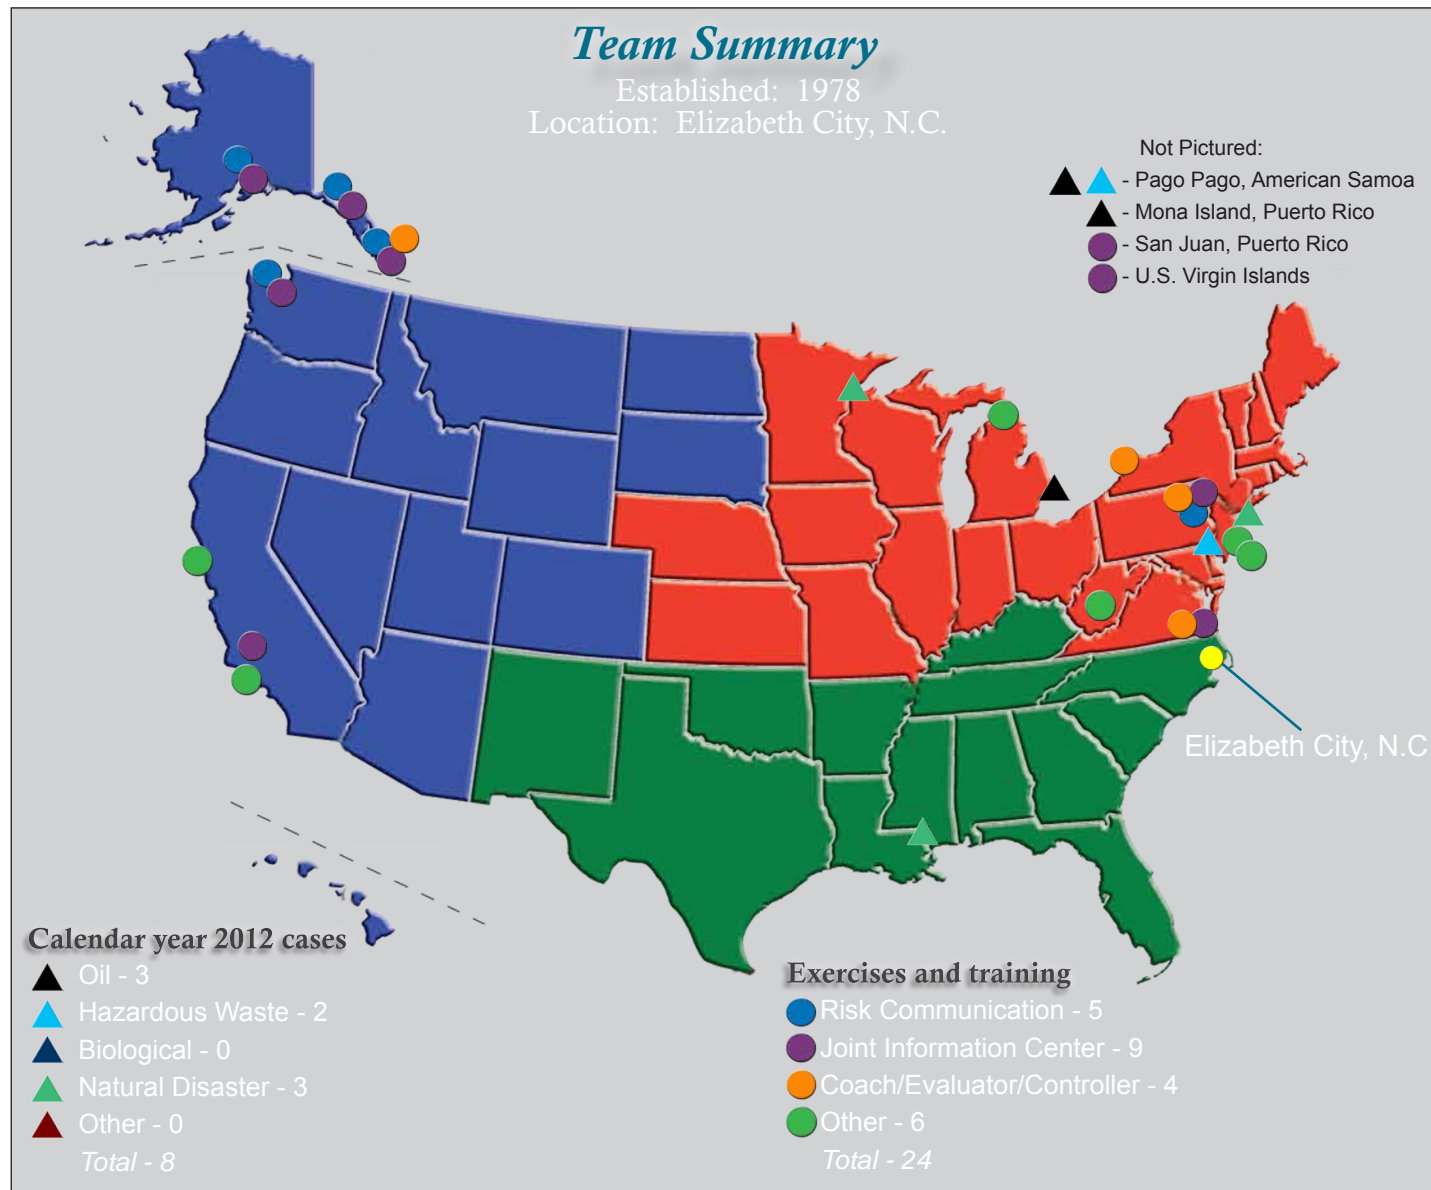 Team Summary
Established: 1978
Location: Elizabeth City, N.C.
Not Pictured:
- Pago Pago, American Samoa
- Mona Island, Puerto Rico
- San Juan, Puerto Rico
- U.S. Virgin Islands
Elizabeth City, N.C
Calendar year 2012 cases
Oil - 3
Hazardous Waste - 2
Biological - 0
Natural Disaster - 3
Other - 0
Total - 8
Exercises and training
Risk Communication - 5
Joint Information Center - 9
Coach/Evaluator/Controller - 4
Other - 6
Total - 24